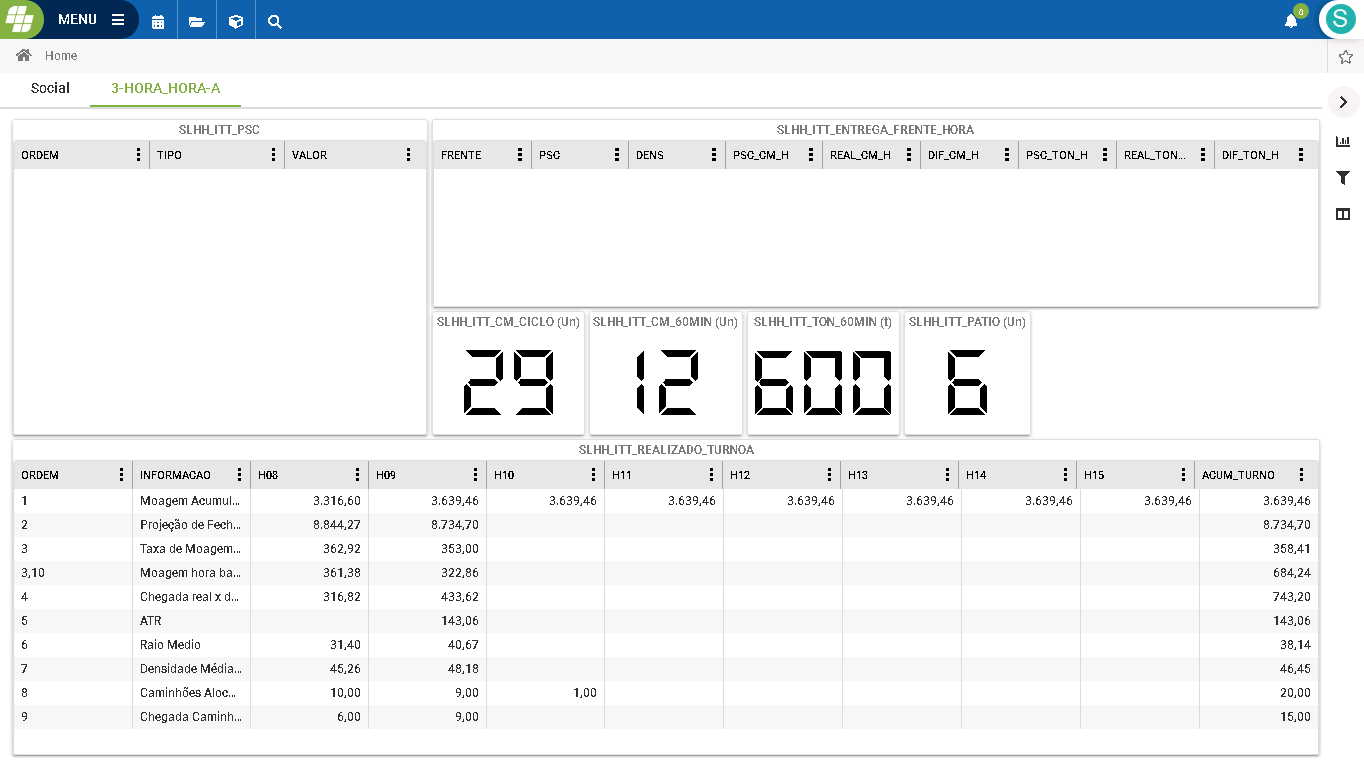 MENU
0
S
Home
Social 3-HORA_HORA-A
SLHH_ITT_PSC
ORDEM TIPO VALOR
SLHH_ITT_ENTREGA_FRENTE_HORA
FRENTE PSC DENS PSC_CM_H REAL_CM_H DIF_CM_H PSC_TON_H REAL_TON... DIF_TON_H
SLHH_ITT_CM_CICLO (Un) SLHH_ITT_CM_60MIN (Un) SLHH_ITT_TON_60MIN (t) SLHH_ITT_PATIO (Un)
29 12 600 6
SLHH_ITT_REALIZADO_TURNOA
ORDEM INFORMACAO H08 H09 H10 H11 H12 H13 H14 H15 ACUM_TURNO
1 Moagem Acumul... 3.316,60 3.639,46 3.639,46 3.639,46 3.639,46 3.639,46 3.639,46 3.639,46 3.639,46
2 Projeção de Fech... 8.844,27 8.734,70 8.734,70
3 Taxa de Moagem... 362,92 353,00 358,41
3,10 Moagem hora ba... 361,38 322,86 684,24
4 Chegada real x d... 316,82 433,62 743,20
5 ATR 143,06 143,06
6 Raio Medio 31,40 40,67 38,14
7 Densidade Média... 45,26 48,18 46,45
8 Caminhões Aloc... 10,00 9,00 1,00 20,00
9 Chegada Caminh... 6,00 9,00 15,00